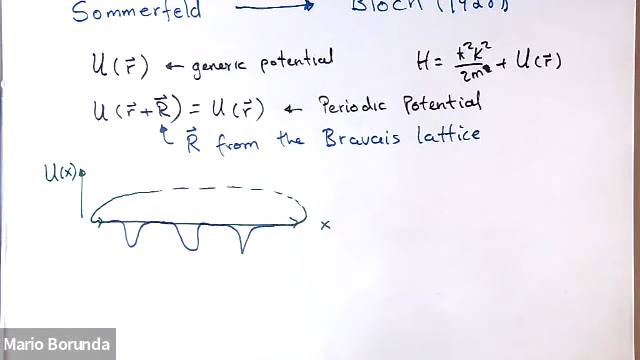 Sommerfeld → Bloch (1928)
U(r⃗) ← generic potential H = ħ²k²/2m + U(r⃗)
U(r⃗+R⃗) = U(r⃗) ← Periodic Potential
R⃗ from the Bravais lattice
U(x)
x
Mario Borunda